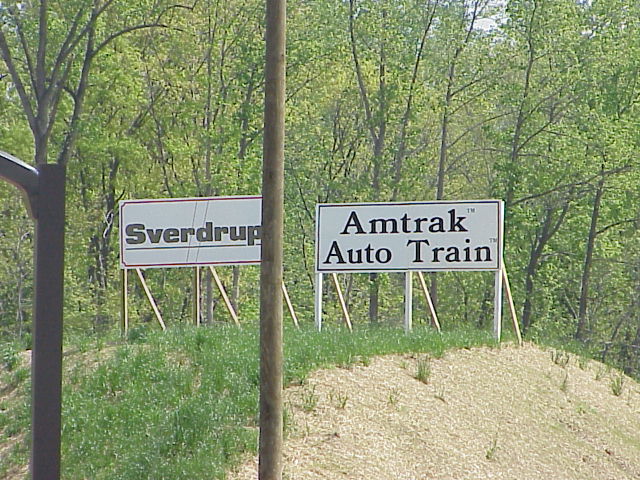 Sverdrup
Amtrak™
Auto Train™